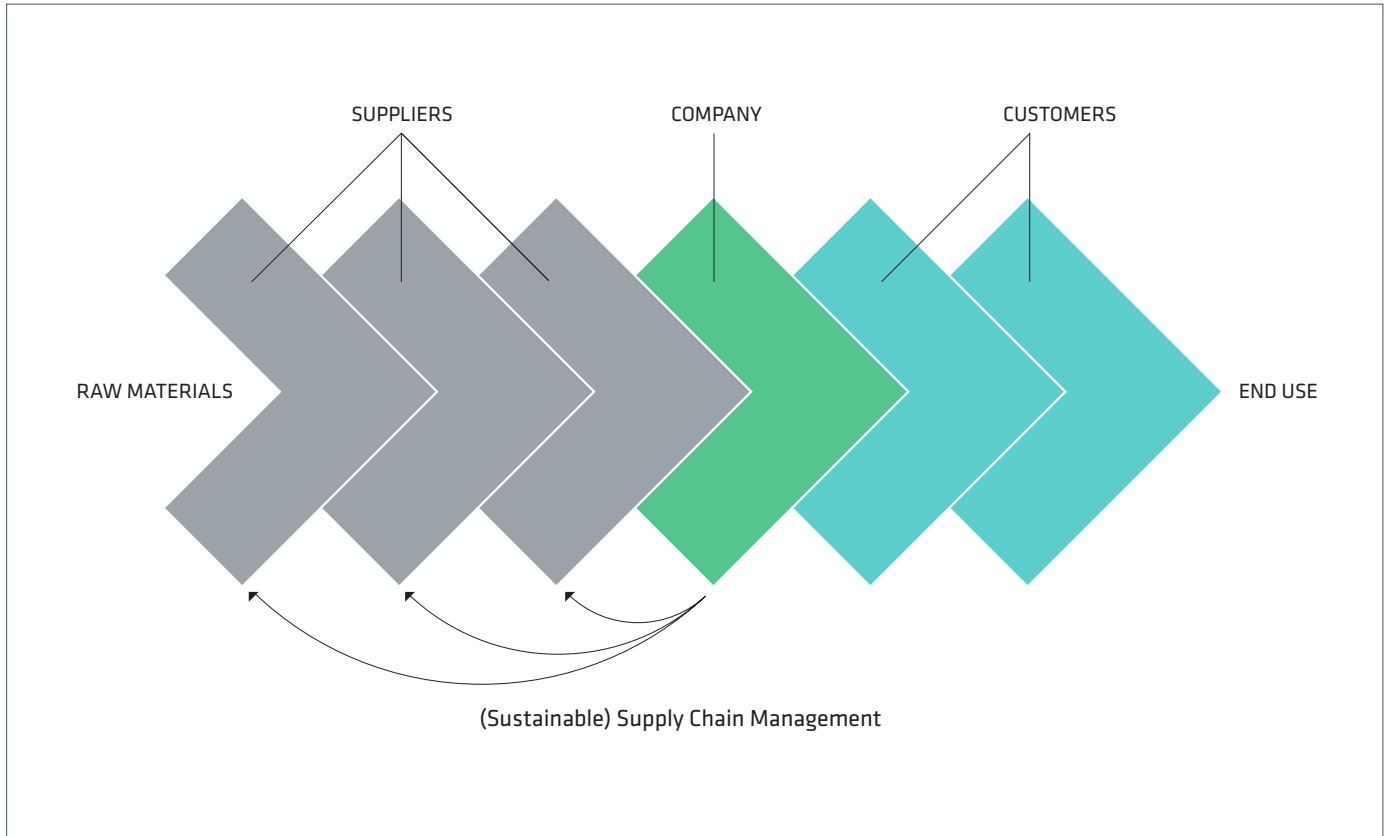 SUPPLIERS
COMPANY
CUSTOMERS
RAW MATERIALS
END USE
(Sustainable) Supply Chain Management